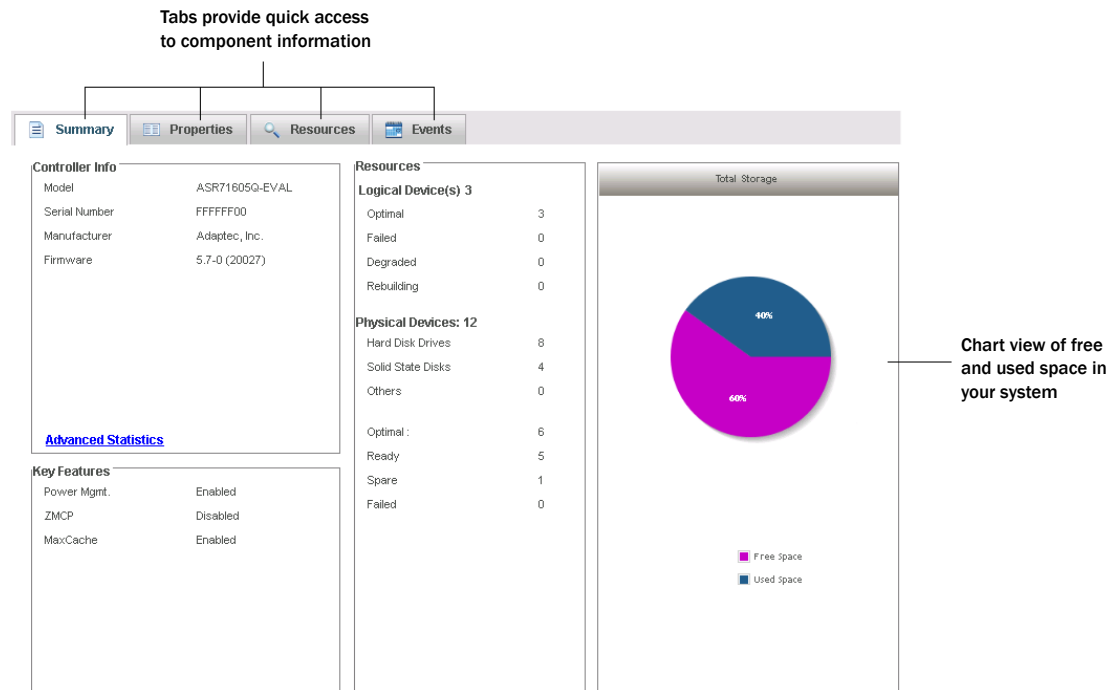 Tabs provide quick access
to component information
Summary
Properties
Resources
Events
Controller Info
Model ASR71605Q-EVAL
Serial Number FFFFFF00
Manufacturer Adaptec, Inc.
Firmware 5.7-0 (20027)
Advanced Statistics
Key Features
Power Mgmt. Enabled
ZMCP Disabled
MaxCache Enabled
Resources
Logical Device(s) 3
Optimal 3
Failed 0
Degraded 0
Rebuilding 0
Physical Devices: 12
Hard Disk Drives 8
Solid State Disks 4
Others 0
Optimal : 6
Ready 5
Spare 1
Failed 0
Total Storage
40%
60%
Free Space
Used Space
Chart view of free
and used space in
your system